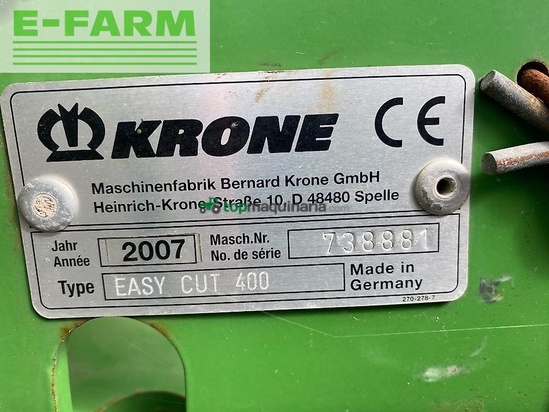 E-FARM
KRONE CE
Maschinenfabrik Bernard Krone GmbH
Heinrich-Krone-Straße 10, D 48480 Spelle
topmaquinaria.com
Jahr Année 2007 Masch.Nr. No. de série 738881
Type EASY CUT 400 Made in Germany
270-278-7